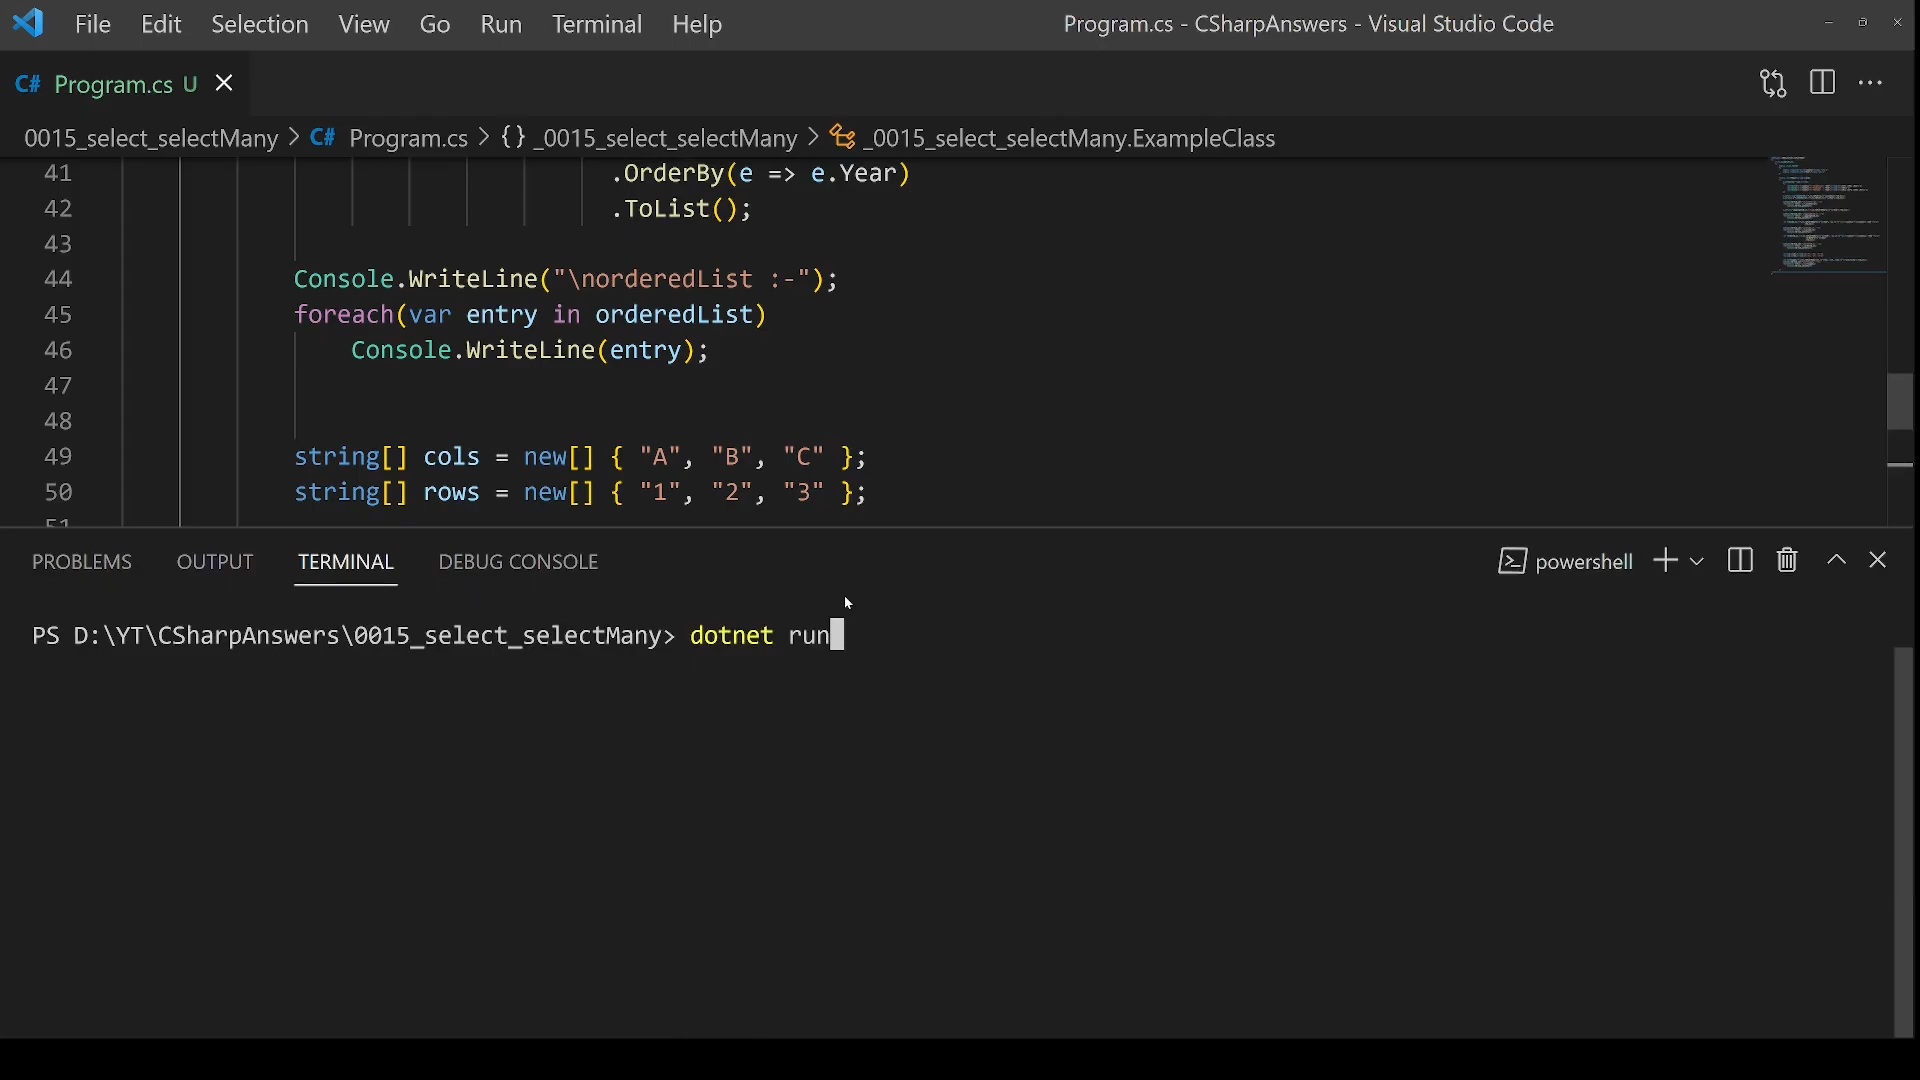 File Edit Selection View Go Run Terminal Help Program.cs - CSharpAnswers - Visual Studio Code
C# Program.cs U
0015_select_selectMany > C# Program.cs > {} _0015_select_selectMany > _0015_select_selectMany.ExampleClass
41 .OrderBy(e => e.Year)
42 .ToList();
43
44 Console.WriteLine("\norderedList :-");
45 foreach(var entry in orderedList)
46 Console.WriteLine(entry);
47
48
49 string[] cols = new[] { "A", "B", "C" };
50 string[] rows = new[] { "1", "2", "3" };
51
PROBLEMS OUTPUT TERMINAL DEBUG CONSOLE powershell
PS D:\YT\CSharpAnswers\0015_select_selectMany> dotnet run